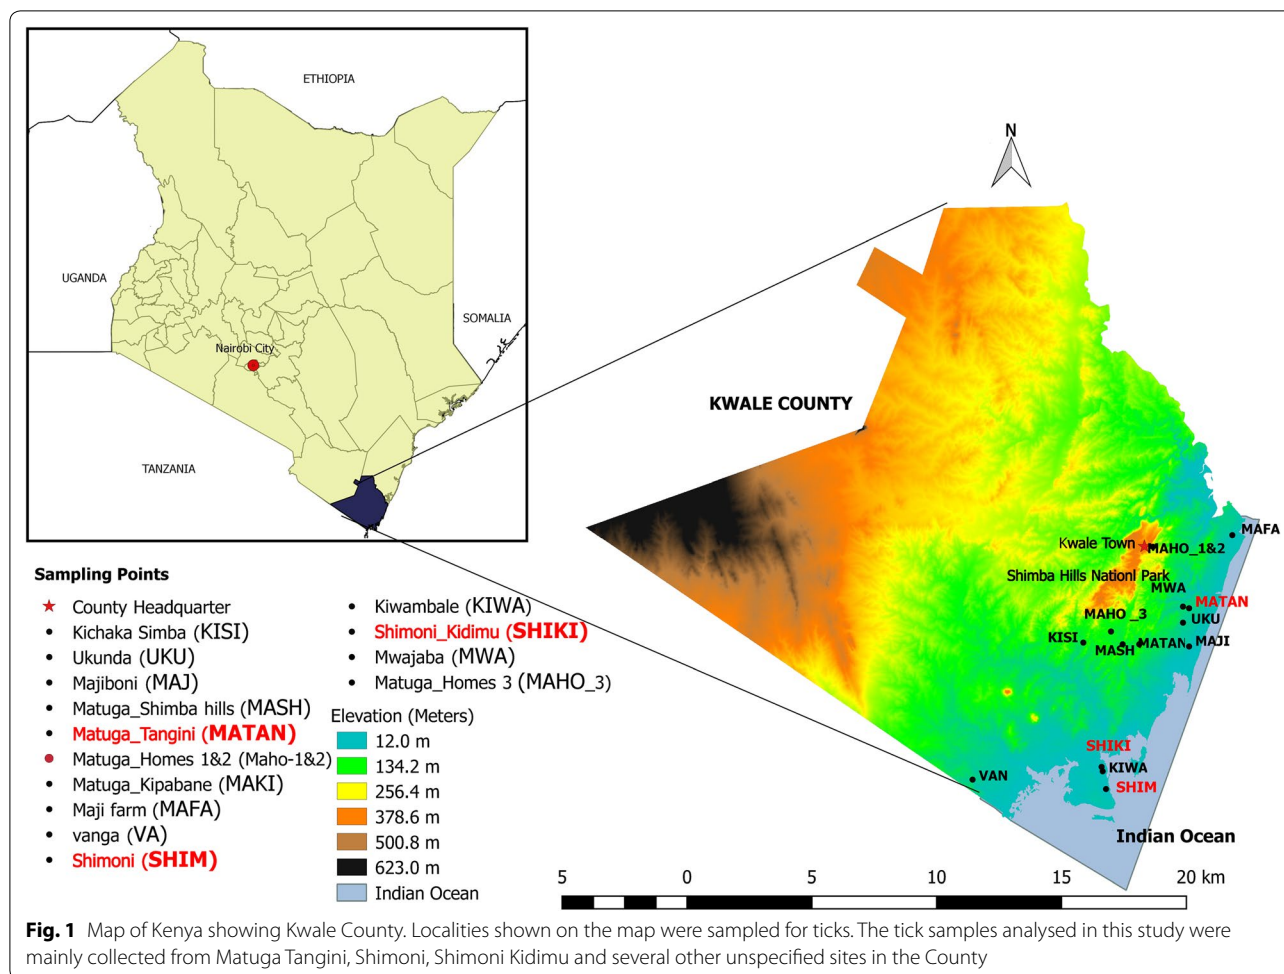 ETHIOPIA
UGANDA
SOMALIA
Nairobi City
TANZANIA
N
KWALE COUNTY
MAFA
Kwale Town
MAHO_1&2
Shimba Hills Nationl Park
MWA
MATAN
MAHO _3
UKU
KISI
MASH
MATAN
MAJI
SHIKI
KIWA
VAN
SHIM
Indian Ocean
Sampling Points
County Headquarter
Kichaka Simba (KISI)
Ukunda (UKU)
Majiboni (MAJ)
Matuga_Shimba hills (MASH)
Matuga_Tangini (MATAN)
Matuga_Homes 1&2 (Maho-1&2)
Matuga_Kipabane (MAKI)
Maji farm (MAFA)
vanga (VA)
Shimoni (SHIM)
Kiwambale (KIWA)
Shimoni_Kidimu (SHIKI)
Mwajaba (MWA)
Matuga_Homes 3 (MAHO_3)
Elevation (Meters)
12.0 m
134.2 m
256.4 m
378.6 m
500.8 m
623.0 m
Indian Ocean
5 0 5 10 15 20 km
Fig. 1 Map of Kenya showing Kwale County. Localities shown on the map were sampled for ticks. The tick samples analysed in this study were
mainly collected from Matuga Tangini, Shimoni, Shimoni Kidimu and several other unspecified sites in the County